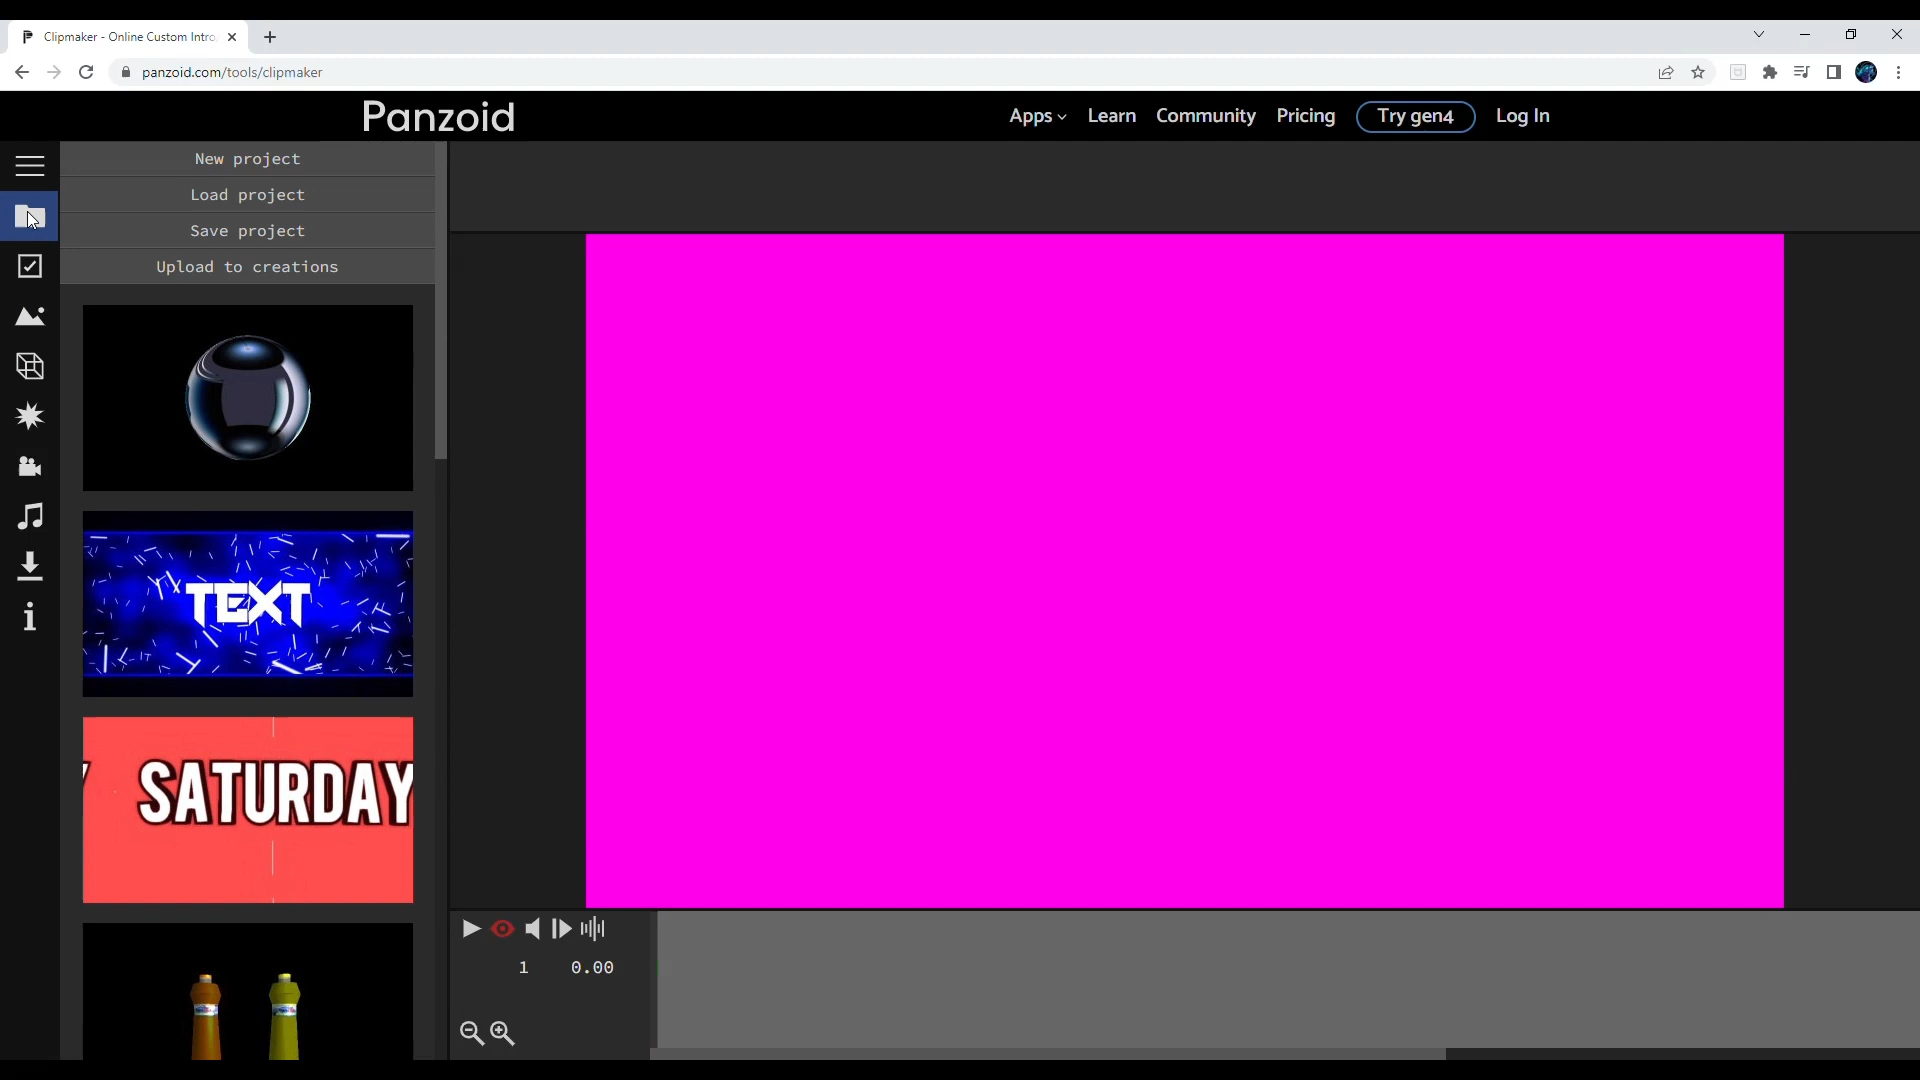 Clipmaker - Online Custom Intro
panzoid.com/tools/clipmaker
Panzoid
Apps
Learn
Community
Pricing
Try gen4
Log In
New project
Load project
Save project
Upload to creations
TEXT
SATURDAY
1 0.00